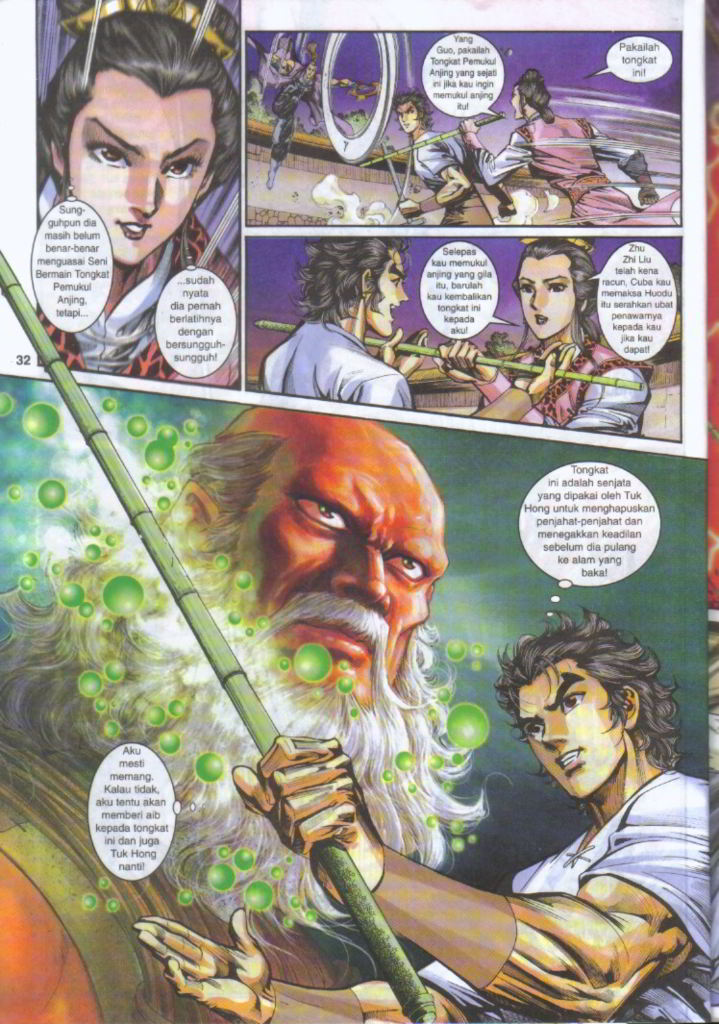 Sung-
guhpun dia
masih belum
benar-benar
menguasai Seni
Bermain Tongkat
Pemukul
Anjing,
tetapi...
...sudah
nyata
dia pernah
berlatihnya
dengan
bersungguh-
sungguh!
Yang
Guo, pakailah
Tongkat Pemukul
Anjing yang sejati
ini jika kau ingin
memukul anjing
itu!
Pakailah
tongkat
ini!
Selepas
kau memukul
anjing yang gila
itu, barulah
kau kembalikan
tongkat ini
kepada
aku!
Zhu
Zhi Liu
telah kena
racun, Cuba kau
memaksa Huodu
itu serahkan ubat
penawarnya
kepada kau
jika kau
dapat!
32
Tongkat
ini adalah senjata
yang dipakai oleh Tuk
Hong untuk menghapuskan
penjahat-penjahat dan
menegakkan keadilan
sebelum dia pulang
ke alam yang
baka!
Aku
mesti
memang.
Kalau tidak,
aku tentu akan
memberi aib
kepada tongkat
ini dan juga
Tuk Hong
nanti!